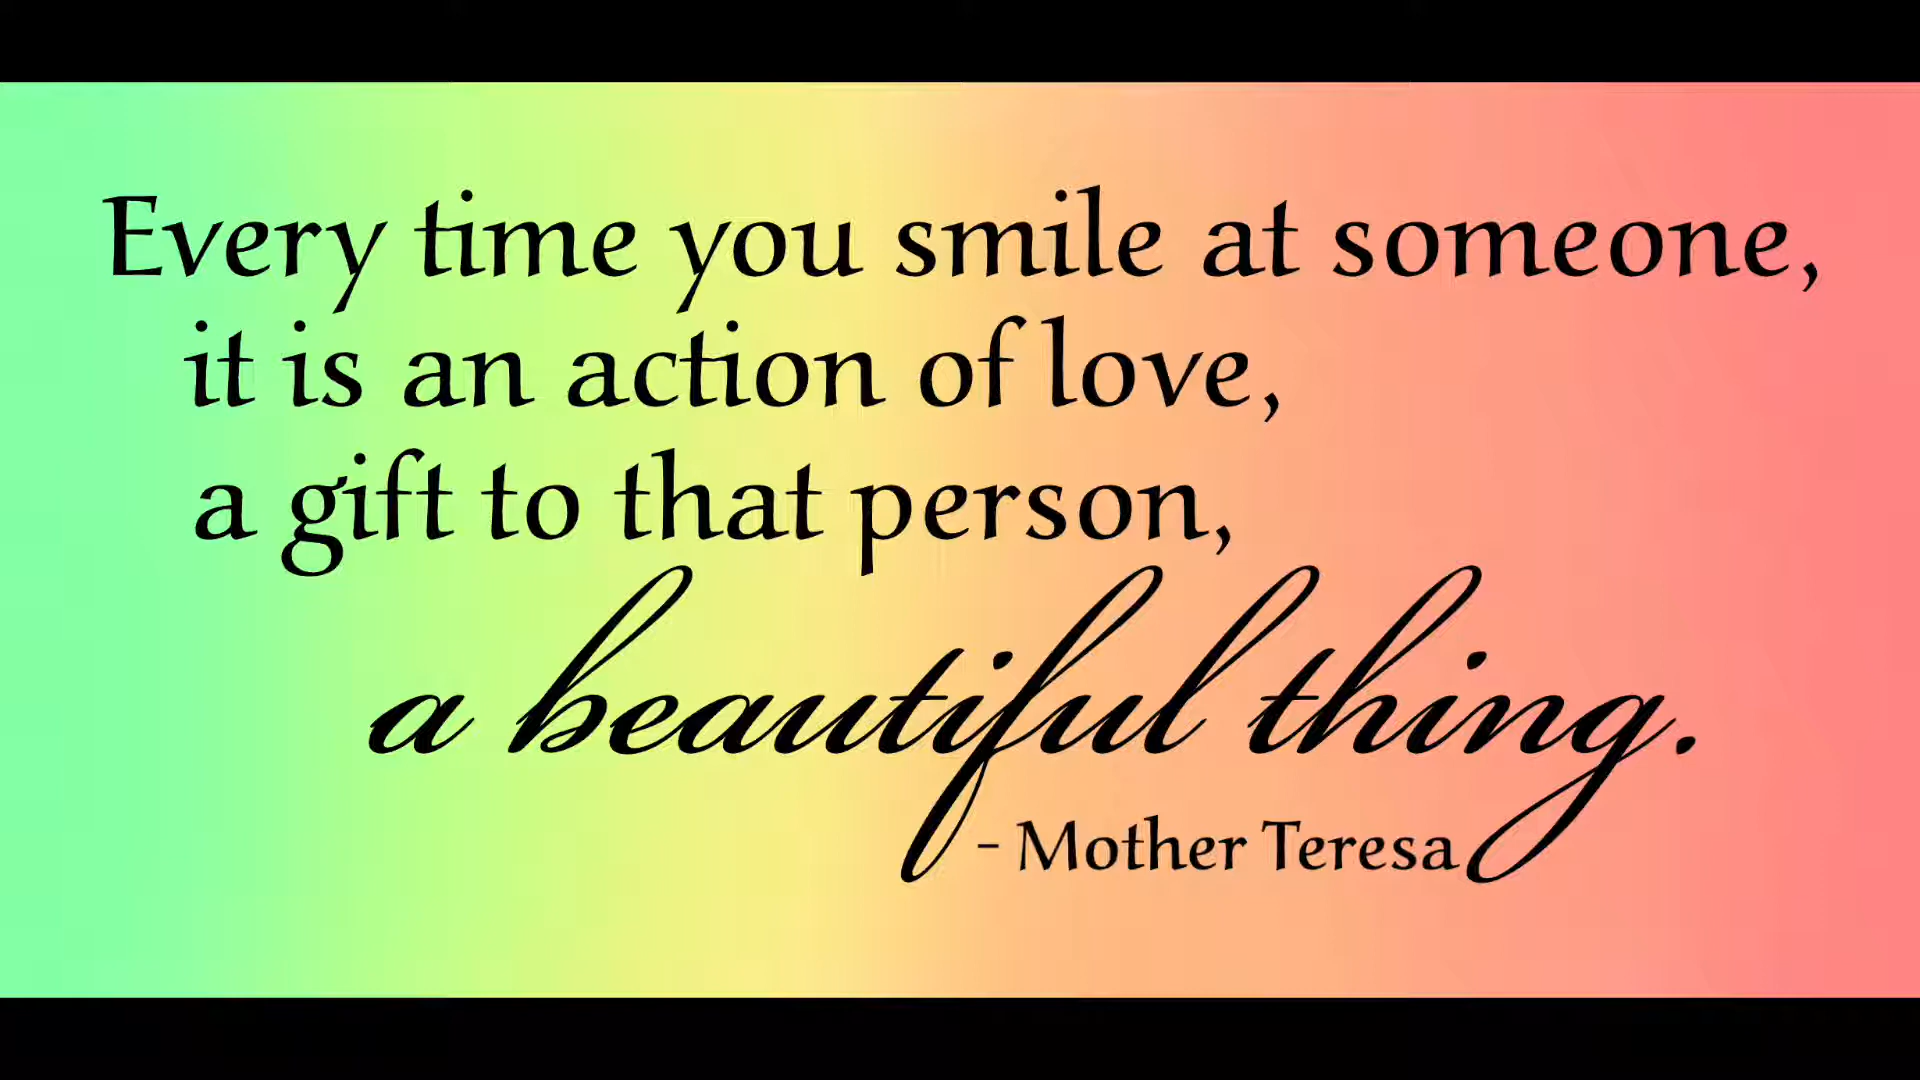 Every time you smile at someone,
it is an action of love,
a gift to that person,
a beautiful thing.
- Mother Teresa